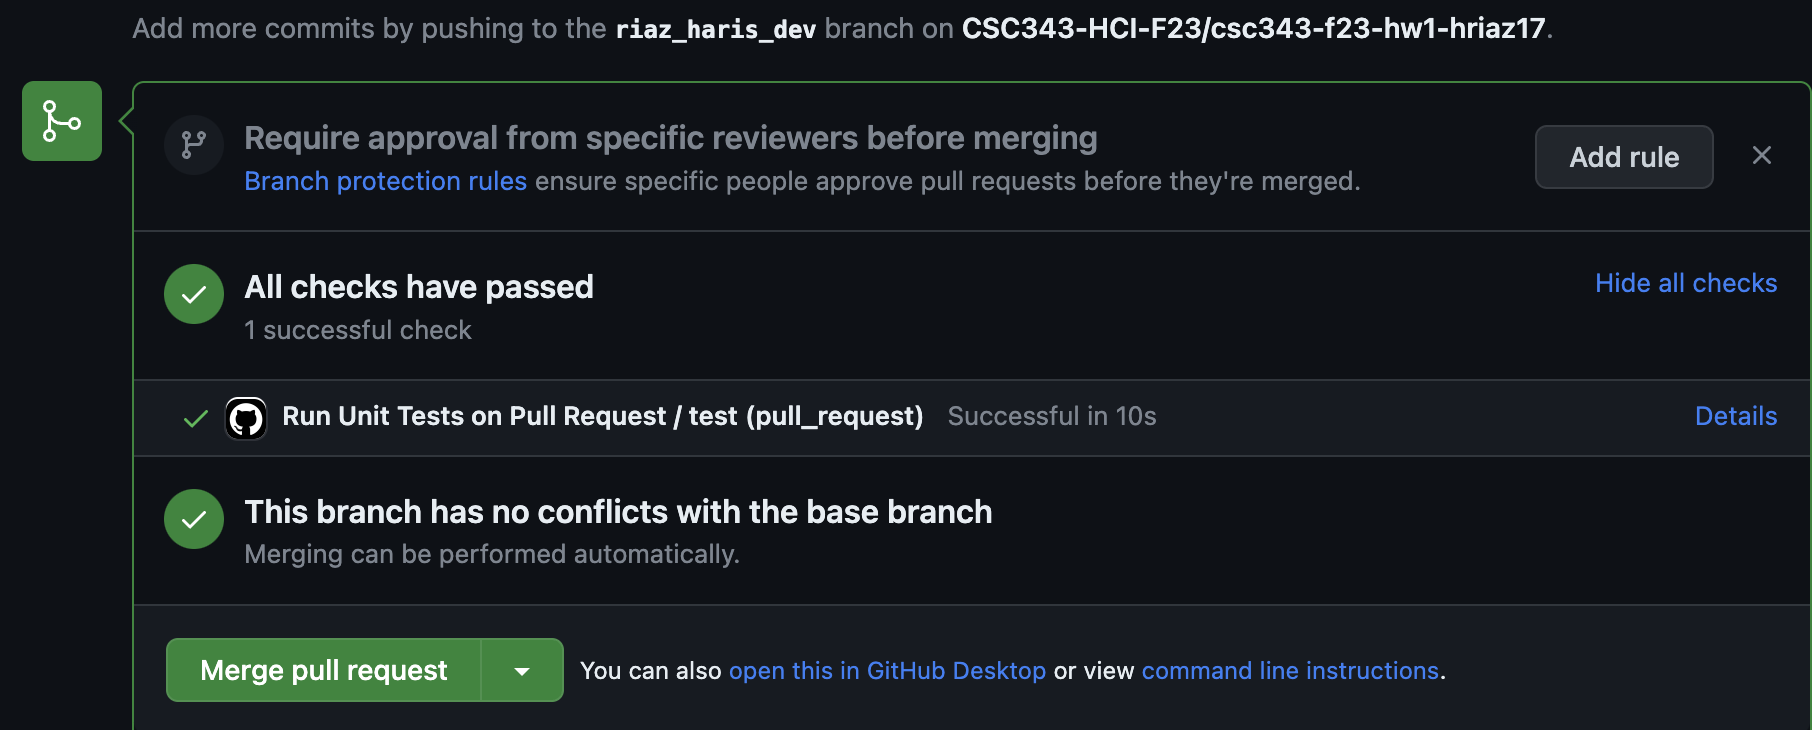 Add more commits by pushing to the riaz_haris_dev branch on CSC343-HCI-F23/csc343-f23-hw1-hriaz17.
Require approval from specific reviewers before merging
Branch protection rules ensure specific people approve pull requests before they're merged.
Add rule
All checks have passed
Hide all checks
1 successful check
Run Unit Tests on Pull Request / test (pull_request) Successful in 10s
Details
This branch has no conflicts with the base branch
Merging can be performed automatically.
Merge pull request
You can also open this in GitHub Desktop or view command line instructions.